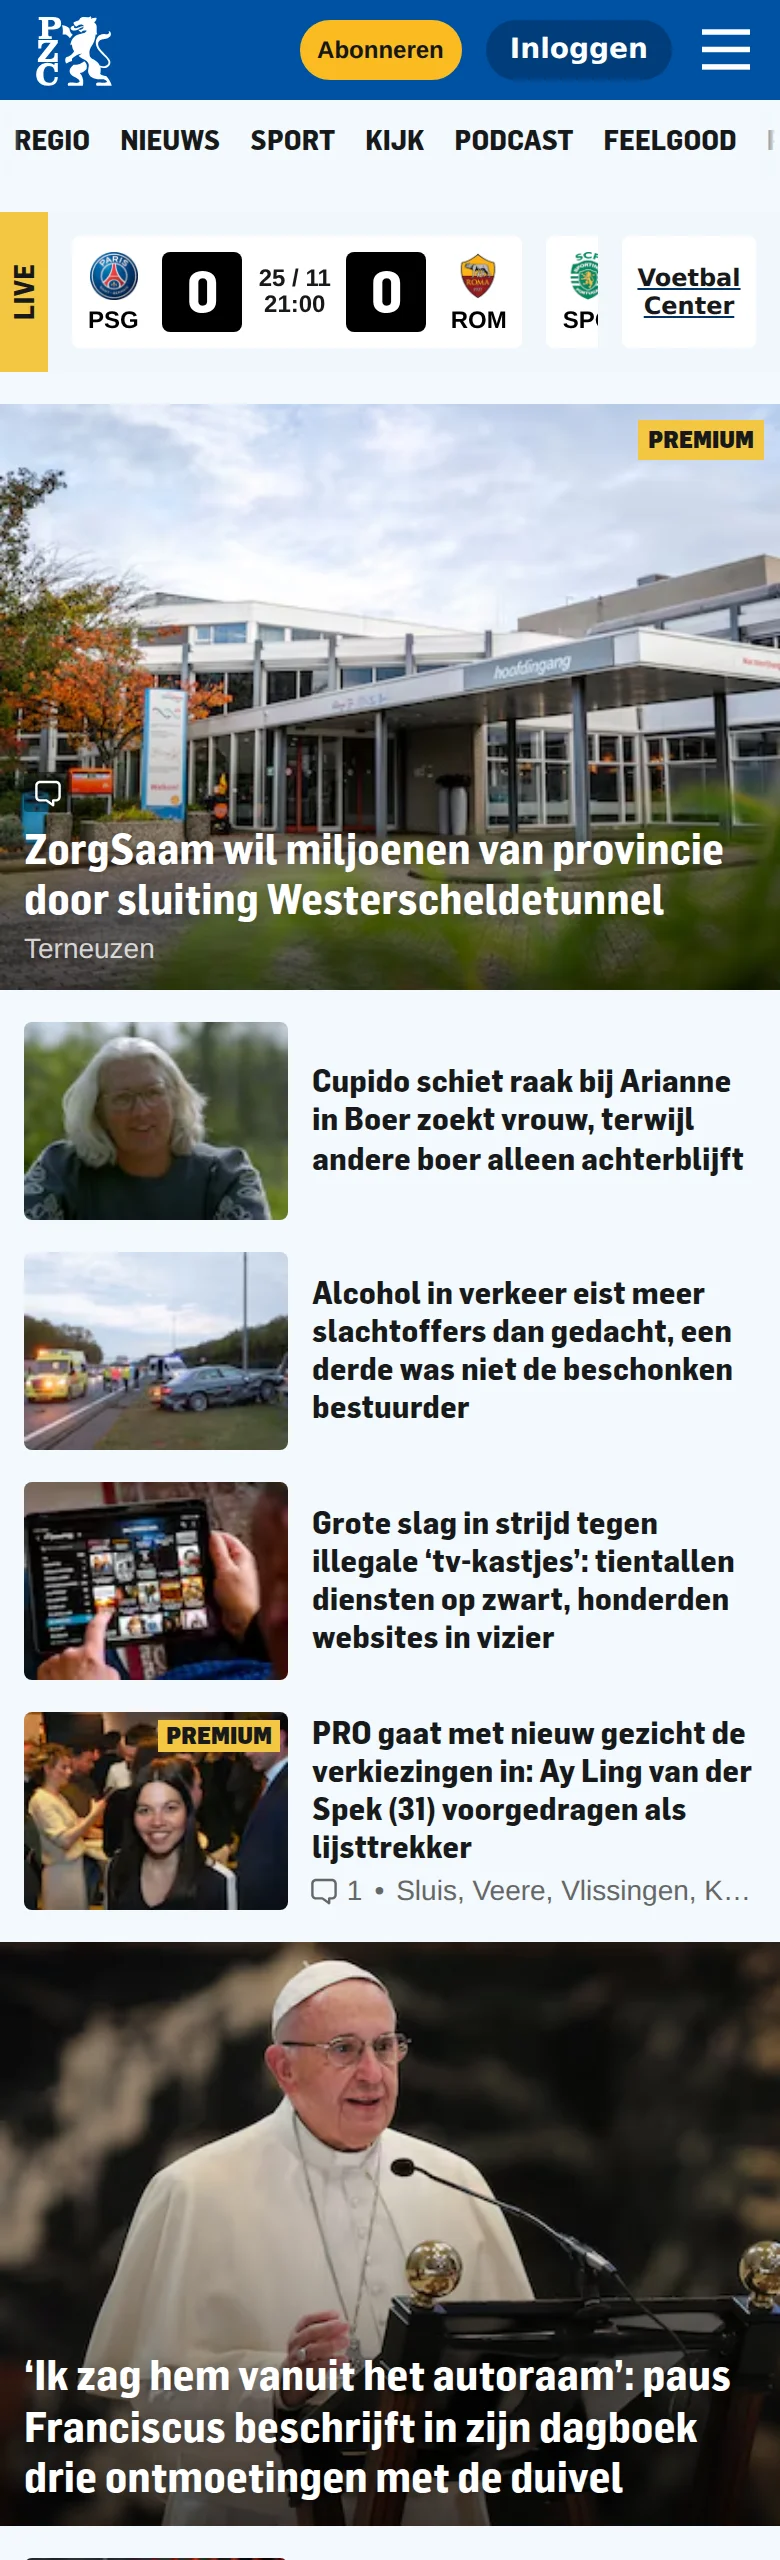 PZC
Abonneren
Inloggen
REGIO NIEUWS SPORT KIJK PODCAST FEELGOOD
LIVE
PARIS
PSG
0
25 / 11
21:00
0
ROMA
ROM
SCP
SPO
Voetbal
Center
PREMIUM
hoofdingang
ZorgSaam wil miljoenen van provincie
door sluiting Westerscheldetunnel
Terneuzen
Cupido schiet raak bij Arianne
in Boer zoekt vrouw, terwijl
andere boer alleen achterblijft
Alcohol in verkeer eist meer
slachtoffers dan gedacht, een
derde was niet de beschonken
bestuurder
Grote slag in strijd tegen
illegale ‘tv-kastjes’: tientallen
diensten op zwart, honderden
websites in vizier
PREMIUM
PRO gaat met nieuw gezicht de
verkiezingen in: Ay Ling van der
Spek (31) voorgedragen als
lijsttrekker
1 • Sluis, Veere, Vlissingen, K...
‘Ik zag hem vanuit het autoraam’: paus
Franciscus beschrijft in zijn dagboek
drie ontmoetingen met de duivel